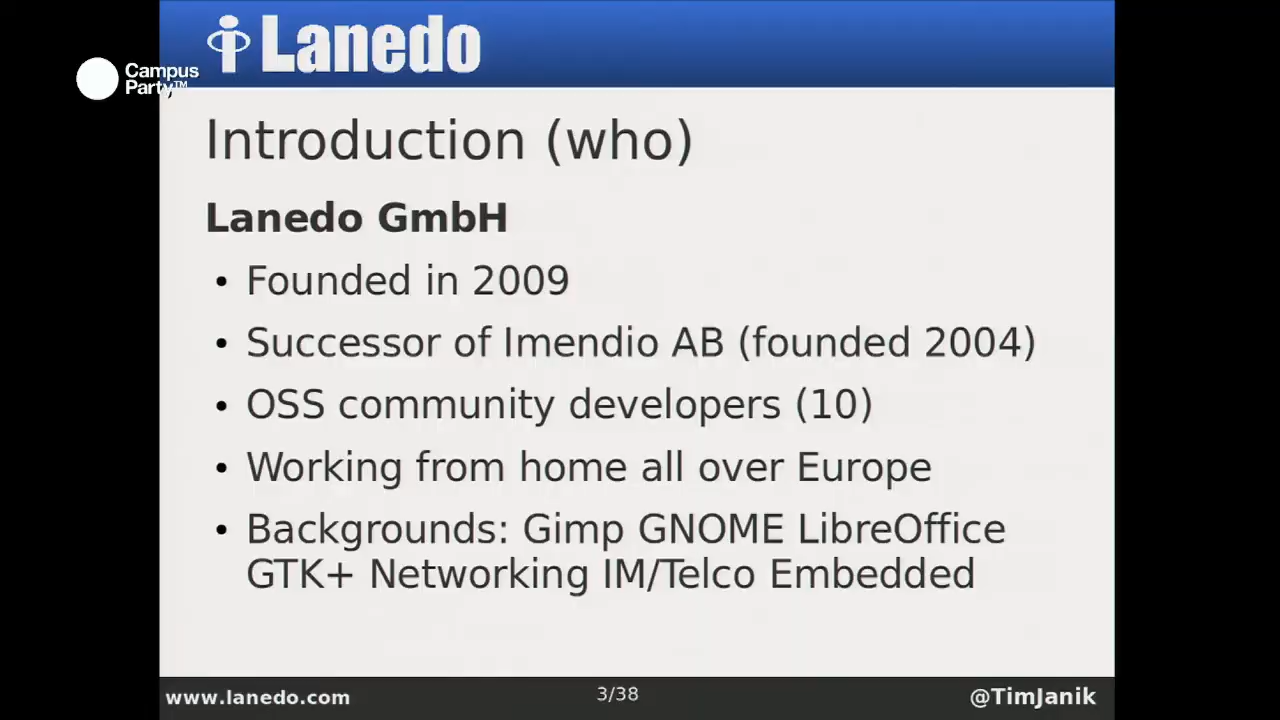 Lanedo
Campus
Party™
Introduction (who)
Lanedo GmbH
• Founded in 2009
• Successor of Imendio AB (founded 2004)
• OSS community developers (10)
• Working from home all over Europe
• Backgrounds: Gimp GNOME LibreOffice
GTK+ Networking IM/Telco Embedded
www.lanedo.com
3/38
@TimJanik